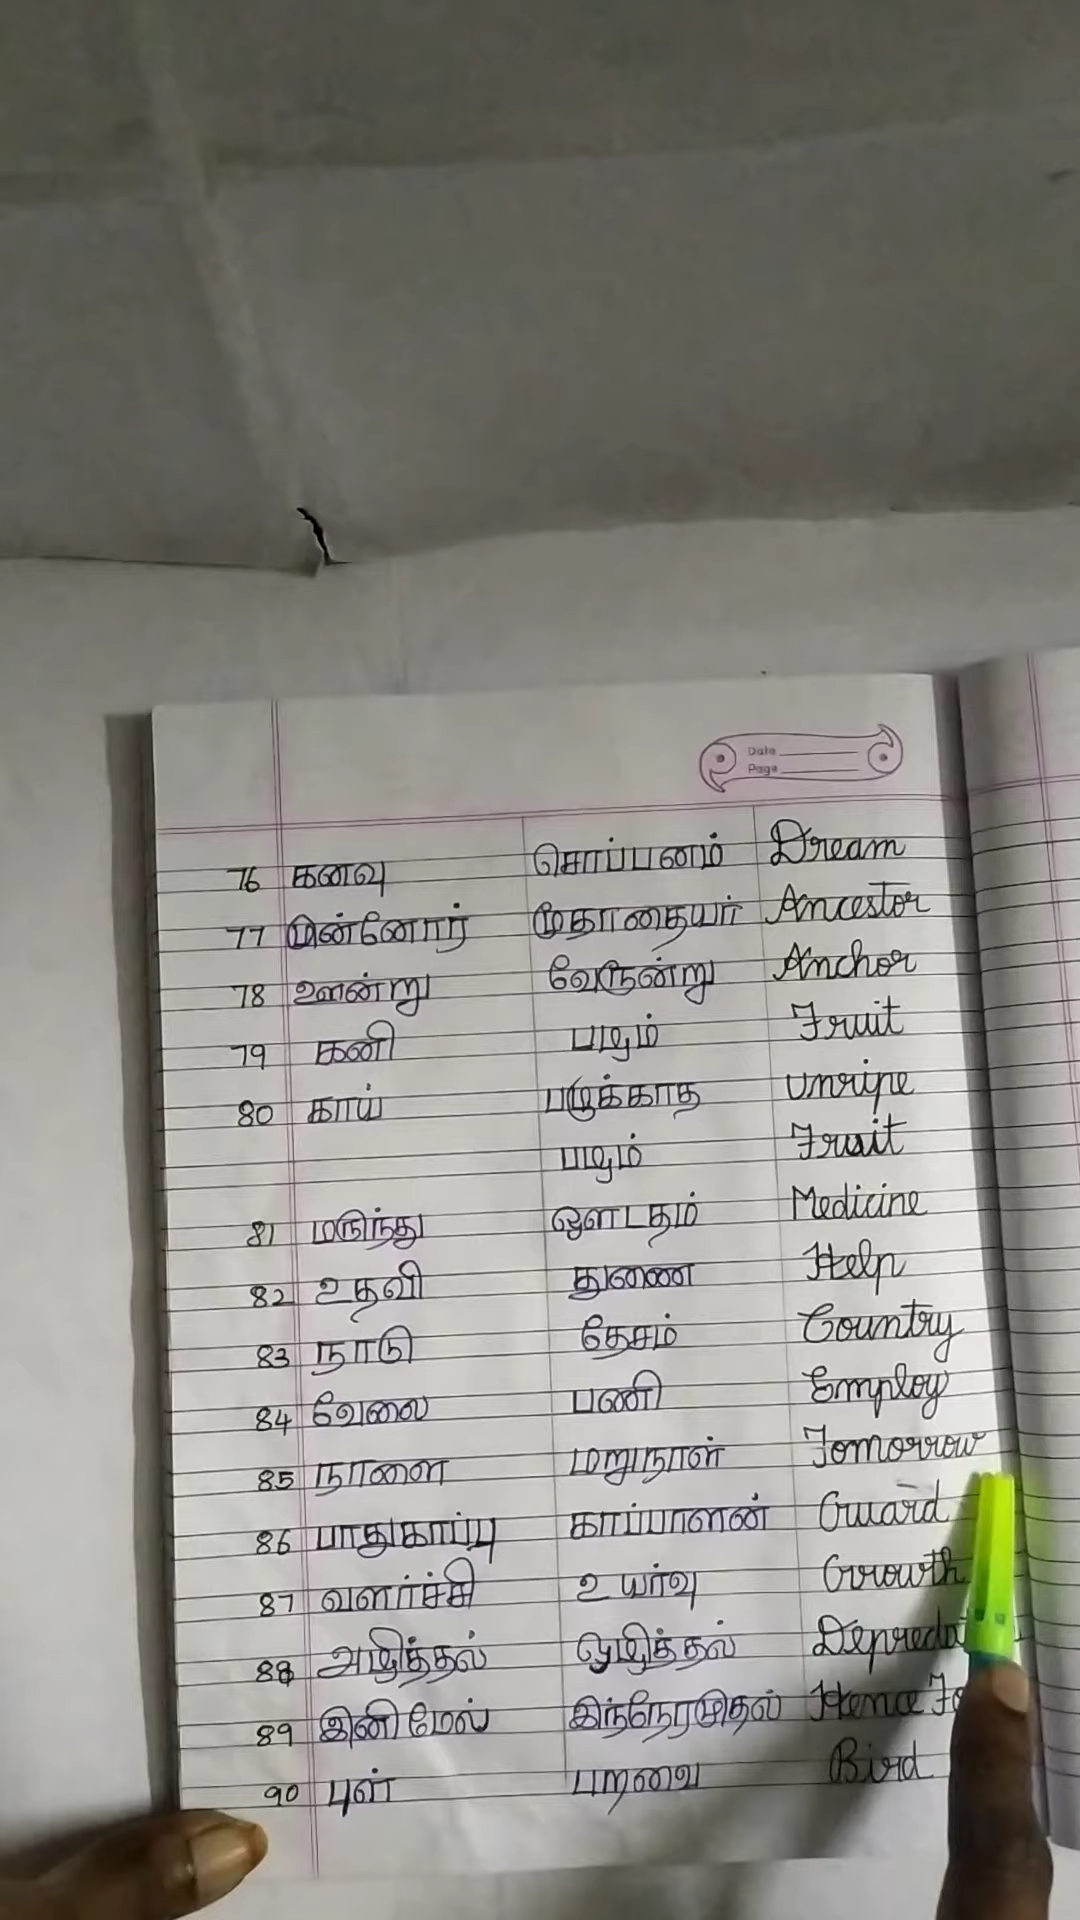 Date
Page
76 கனவு சொப்பனம் Dream
77 முன்னோர் மூதாதையர் Ancestor
78 ஊன்று வேரூன்று Anchor
79 கனி பழம் Fruit
80 காய் பழுக்காத unripe
பழம் Fruit
81 மருந்து ஔடதம் Medicine
82 உதவி துணை Help
83 நாடு தேசம் Country
84 வேலை பணி Employ
85 நாளை மறுநாள் Tomorrow
86 பாதுகாப்பு காப்பாளன் Guard
87 வளர்ச்சி உயர்வு Growth
88 அழித்தல் ஒழித்தல்
89 இனிமேல் இந்நேரமுதல் Hence
90 புள் பறவை Bird